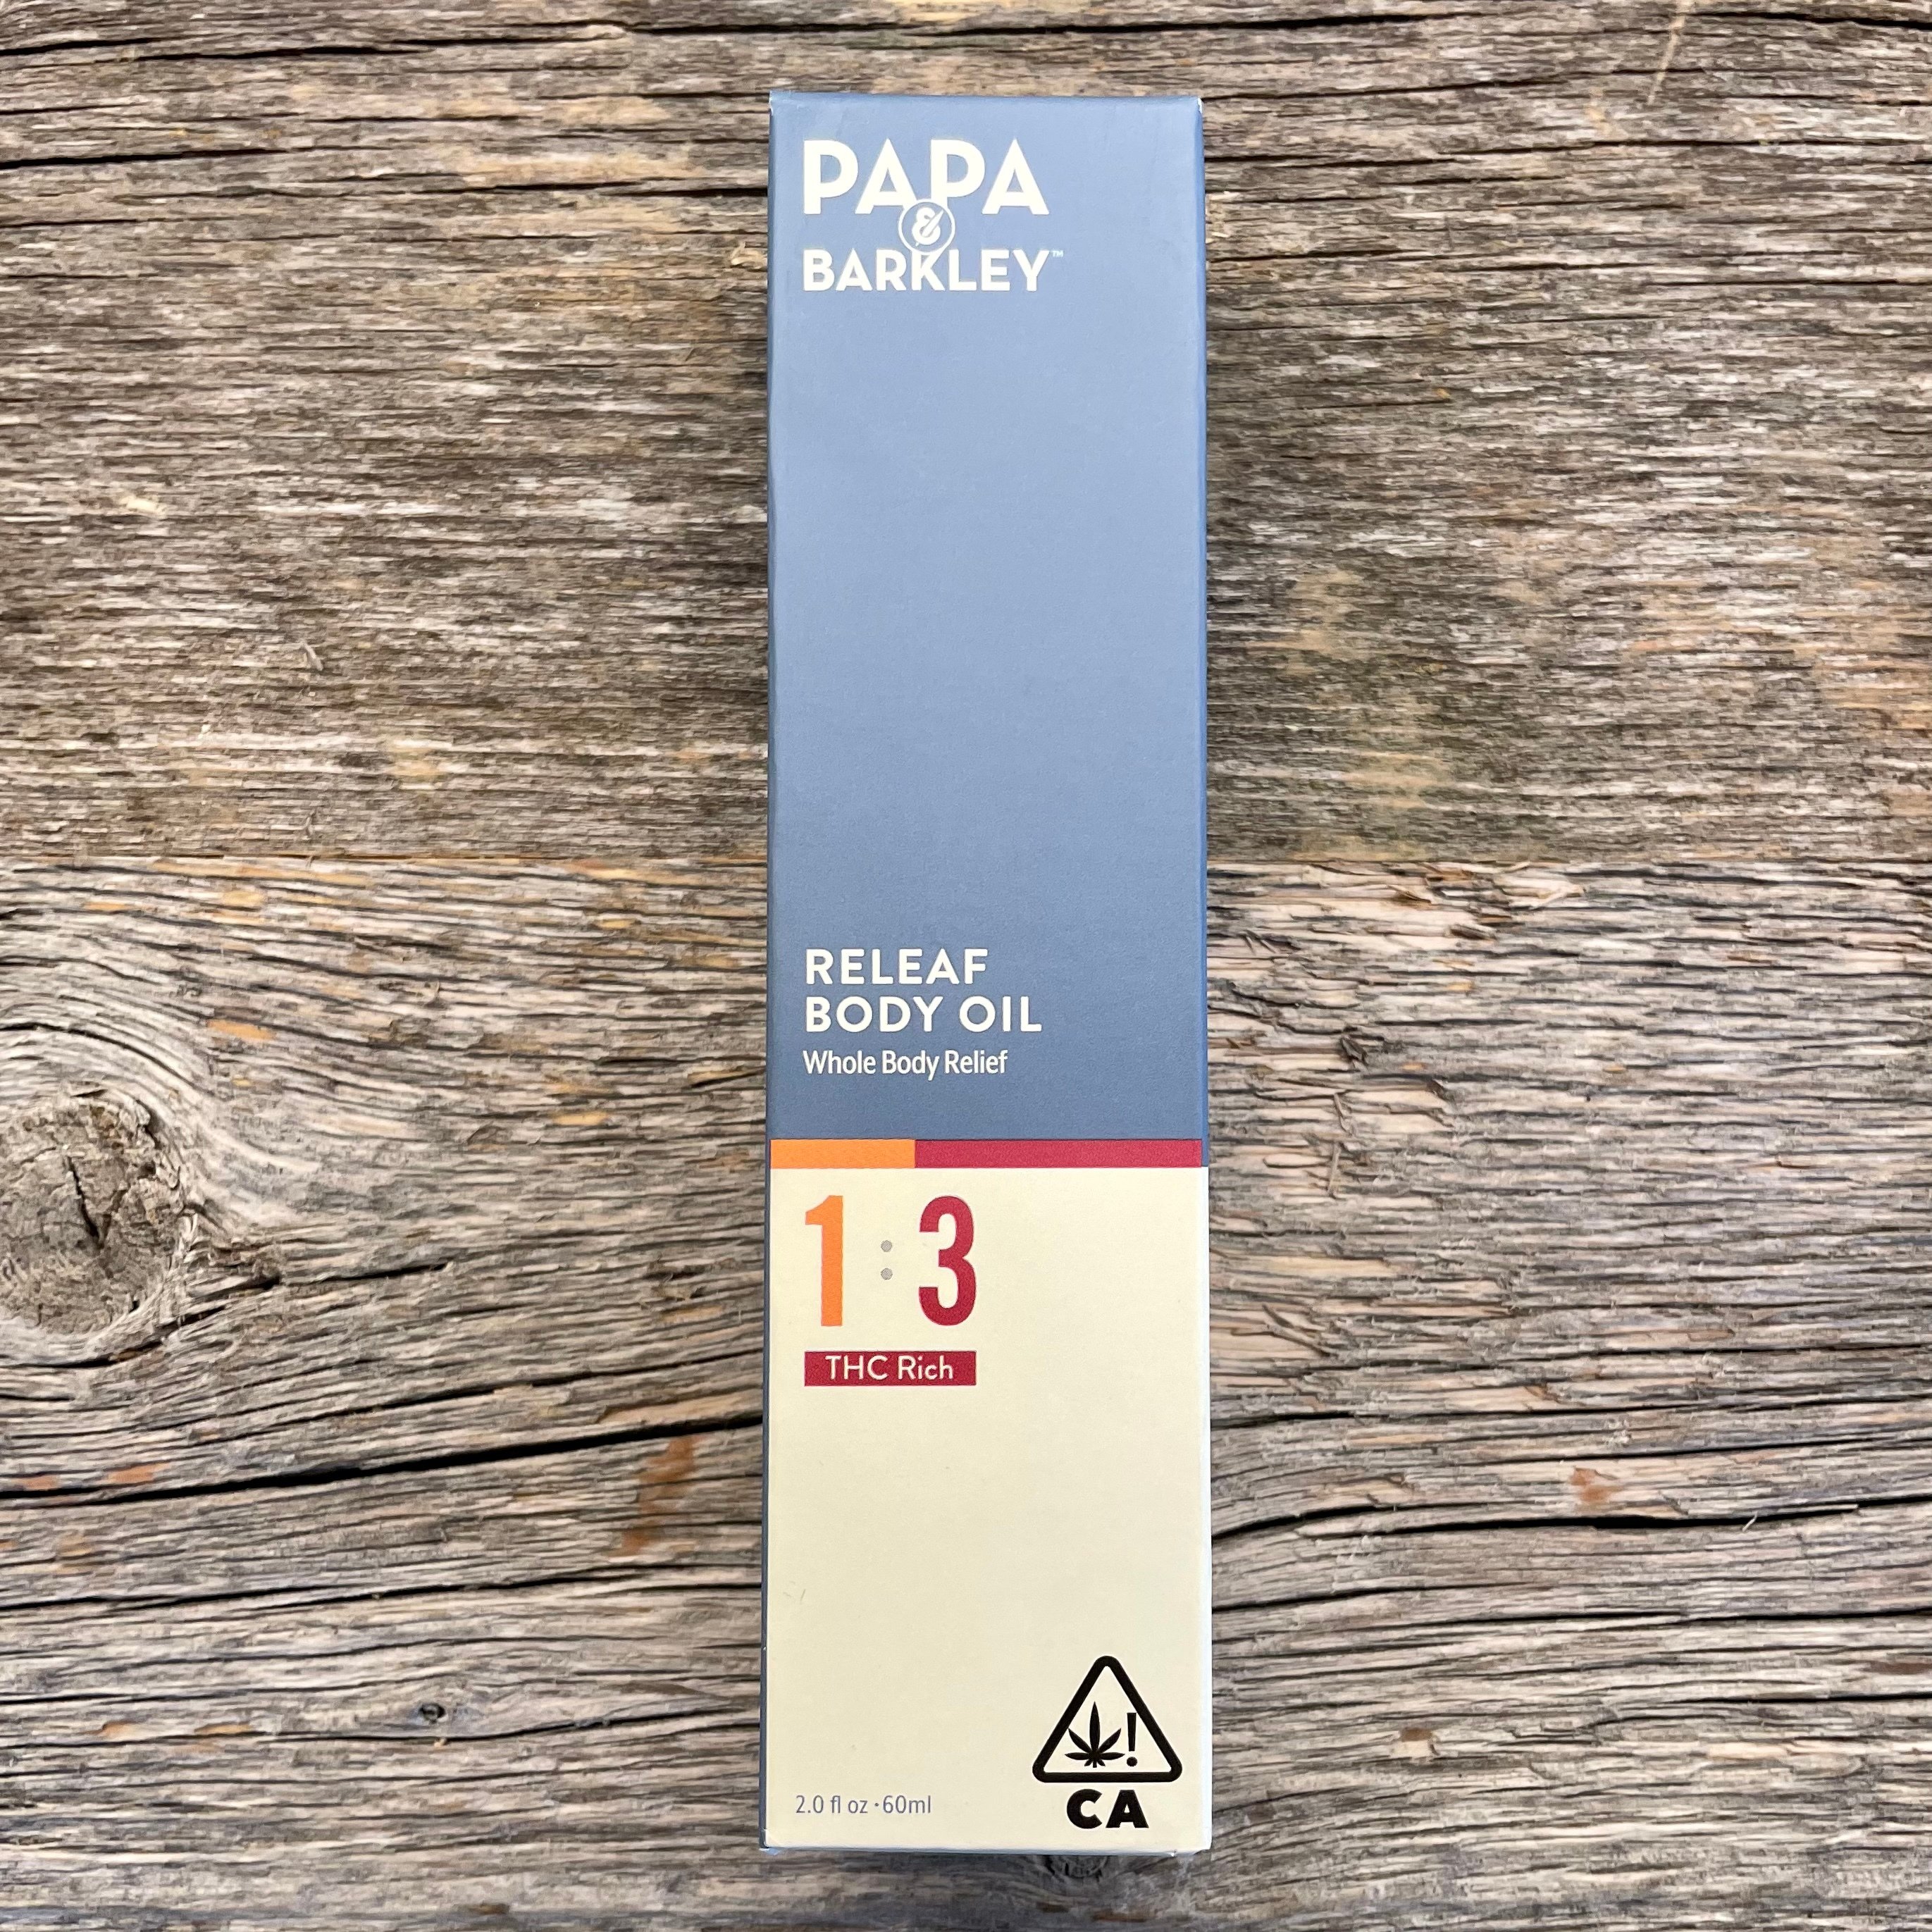 PAPA
&
BARKLEY™
RELEAF
BODY OIL
Whole Body Relief
1:3
THC Rich
!
CA
2.0 fl oz • 60ml